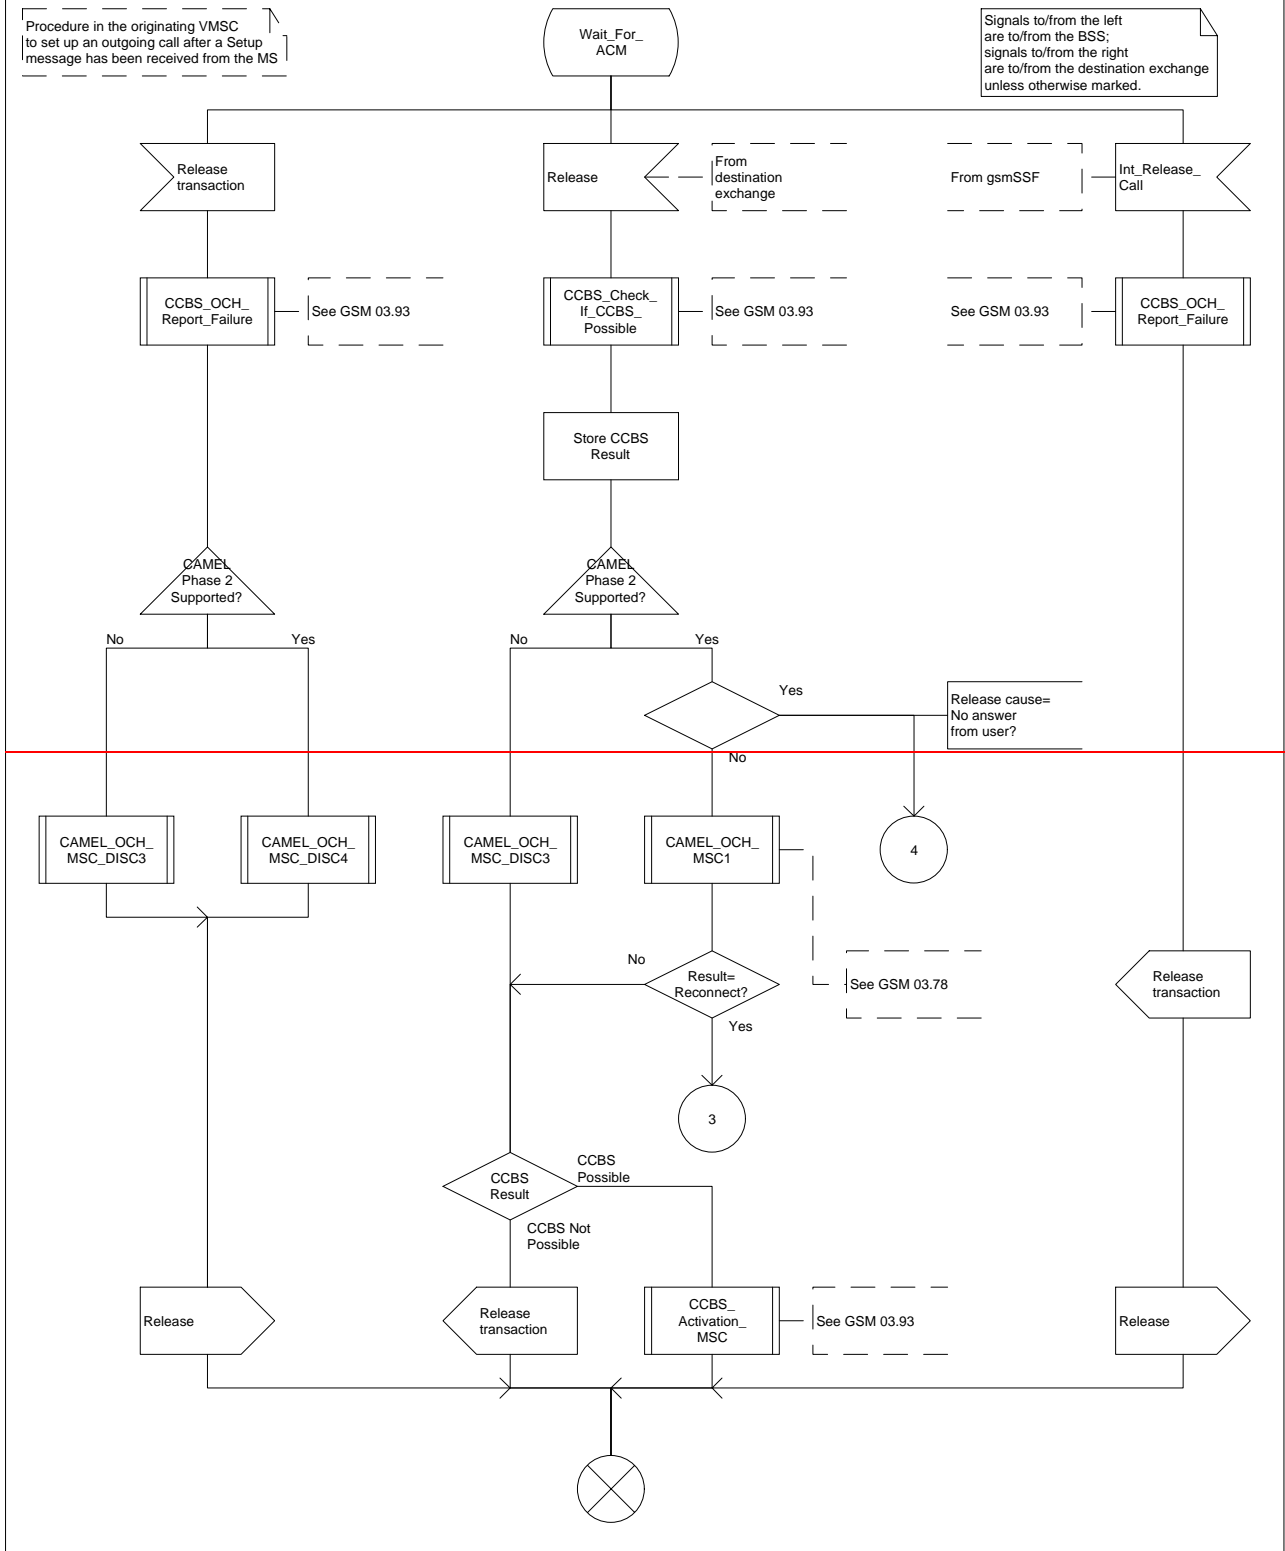 Procedure in the originating VMSC
to set up an outgoing call after a Setup
message has been received from the MS
Wait_For_
ACM
Signals to/from the left
are to/from the BSS;
signals to/from the right
are to/from the destination exchange
unless otherwise marked.
Release
transaction
Release
From
destination
exchange
From gsmSSF
Int_Release_
Call
CCBS_OCH_
Report_Failure
See GSM 03.93
CCBS_Check_
If_CCBS_
Possible
See GSM 03.93
See GSM 03.93
CCBS_OCH_
Report_Failure
Store CCBS
Result
CAMEL
Phase 2
Supported?
CAMEL
Phase 2
Supported?
No
Yes
No
Yes
Yes
Release cause=
No answer
from user?
No
CAMEL_OCH_
MSC_DISC3
CAMEL_OCH_
MSC_DISC4
CAMEL_OCH_
MSC_DISC3
CAMEL_OCH_
MSC1
4
No
Result=
Reconnect?
See GSM 03.78
Release
transaction
Yes
3
CCBS
Result
CCBS
Possible
CCBS Not
Possible
Release
Release
transaction
CCBS_
Activation_
MSC
See GSM 03.93
Release